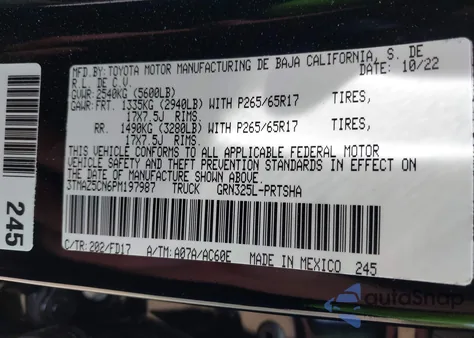 MFD.BY: TOYOTA MOTOR MANUFACTURING DE BAJA CALIFORNIA, S. DE
R.L. DE C.V. DATE: 10/22
GVWR: 2540KG (5600LB)
GAWR: FRT. 1335KG (2940LB) WITH P265/65R17 TIRES,
17X7.5J RIMS,
RR. 1490KG (3280LB) WITH P265/65R17 TIRES,
17X7.5J RIMS.
THIS VEHICLE CONFORMS TO ALL APPLICABLE FEDERAL MOTOR
VEHICLE SAFETY AND THEFT PREVENTION STANDARDS IN EFFECT ON
THE DATE OF MANUFACTURE SHOWN ABOVE.
3TMAZ5CN6PM197987 TRUCK GRN325L-PRTSHA
C/TR: 202/FD17 A/TM: A07A/AC60E MADE IN MEXICO 245
245
autoSnap